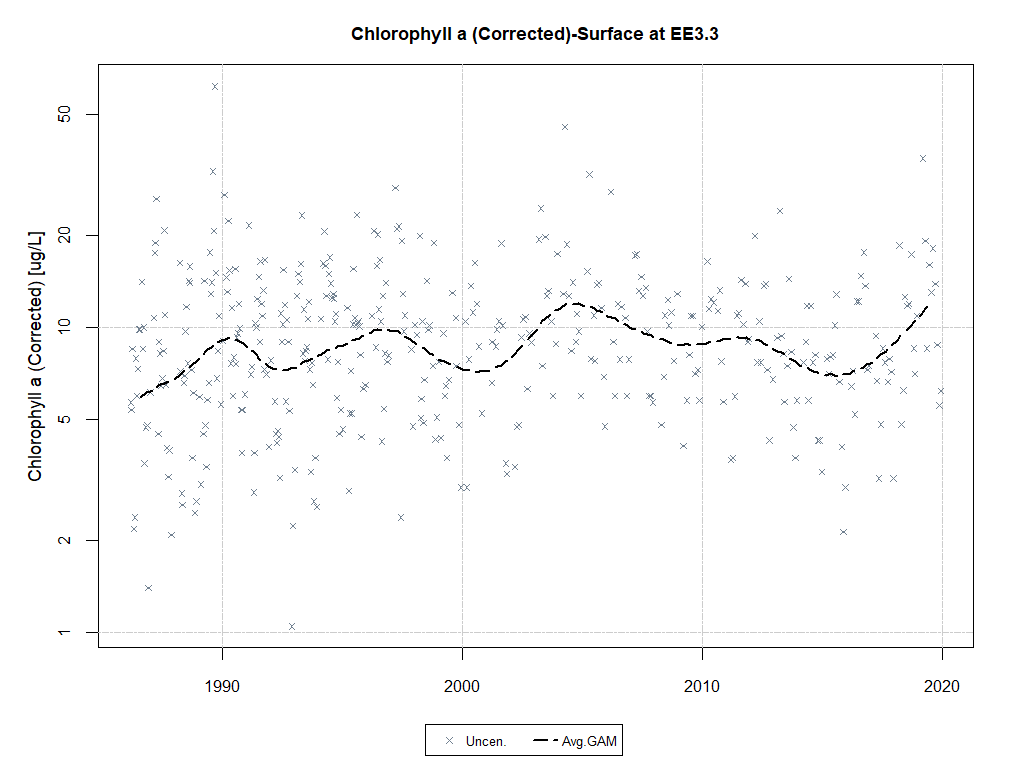 Chlorophyll a (Corrected)-Surface at EE3.3
Chlorophyll a (Corrected) [ug/L]
50
20
10
5
2
1
1990 2000 2010 2020
Uncen. Avg.GAM